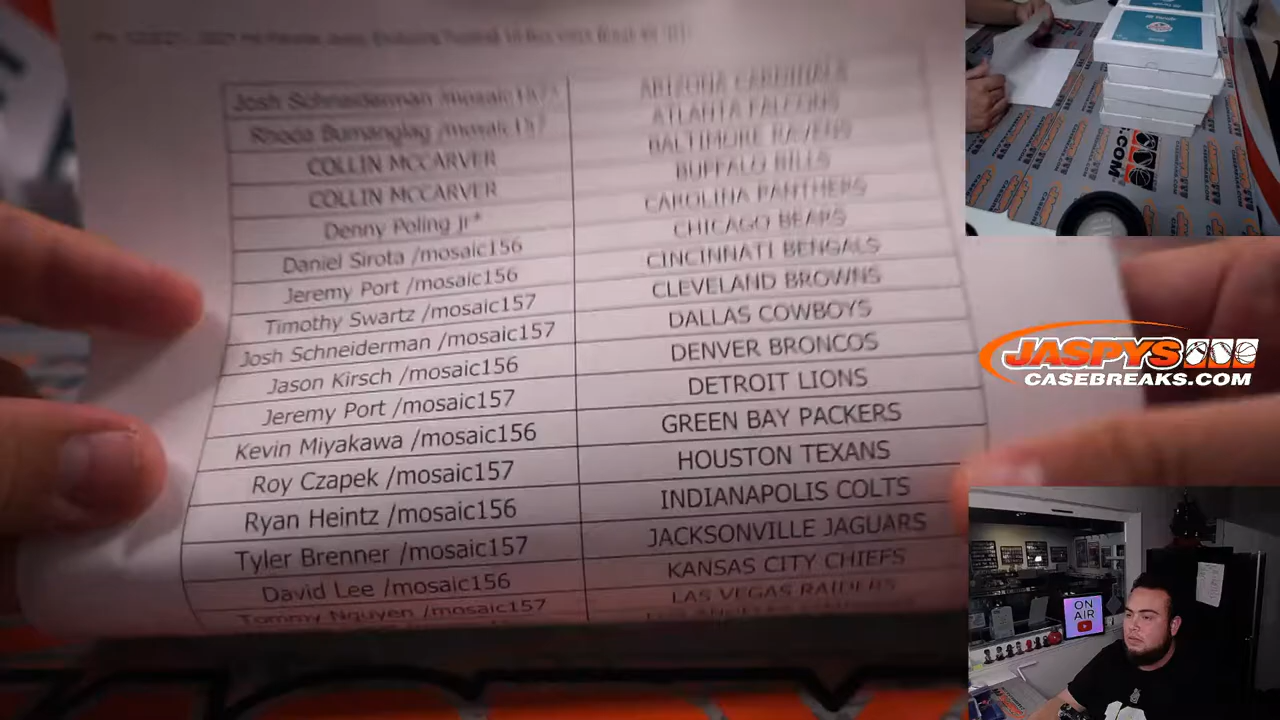 Josh Schneiderman /mosaic157* ARIZONA CARDINALS
Rhoda Bumanglag /mosaic157 ATLANTA FALCONS
COLLIN MCCARVER BALTIMORE RAVENS
COLLIN MCCARVER BUFFALO BILLS
Denny Poling jr* CAROLINA PANTHERS
Daniel Sirota /mosaic156 CHICAGO BEARS
Jeremy Port /mosaic156 CINCINNATI BENGALS
Timothy Swartz /mosaic157 CLEVELAND BROWNS
Josh Schneiderman /mosaic157 DALLAS COWBOYS
Jason Kirsch /mosaic156 DENVER BRONCOS
Jeremy Port /mosaic157 DETROIT LIONS
Kevin Miyakawa /mosaic156 GREEN BAY PACKERS
Roy Czapek /mosaic157 HOUSTON TEXANS
Ryan Heintz /mosaic156 INDIANAPOLIS COLTS
Tyler Brenner /mosaic157 JACKSONVILLE JAGUARS
David Lee /mosaic156 KANSAS CITY CHIEFS
Tommy Nguyen /mosaic157 LAS VEGAS RAIDERS
JASPYS
CASEBREAKS.COM
.COM
ON
AIR